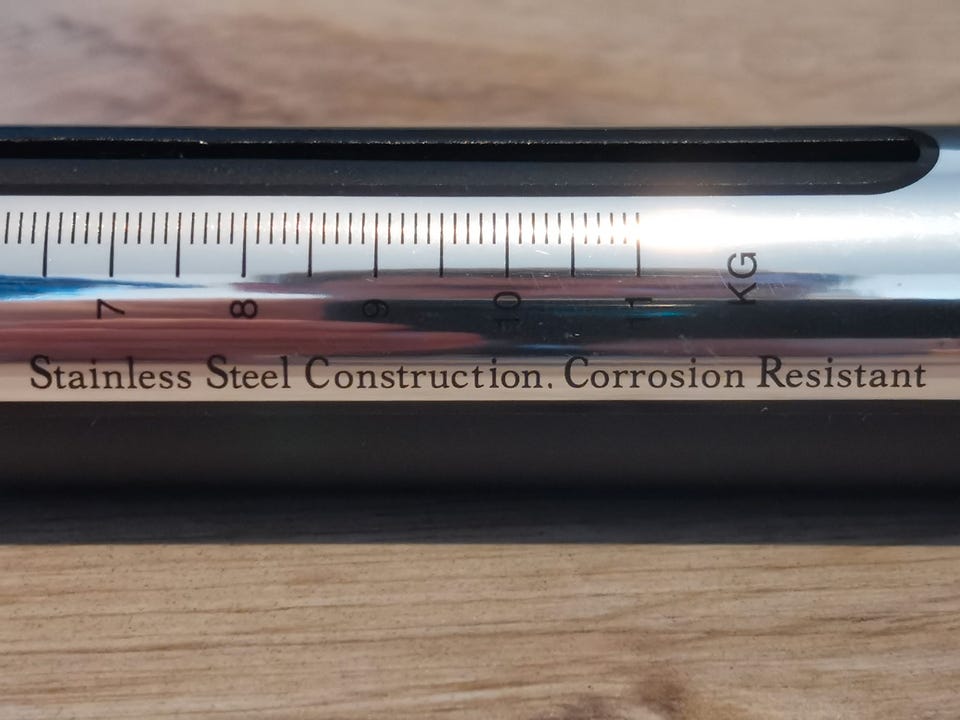 7 8 9 10 11 KG
Stainless Steel Construction. Corrosion Resistant